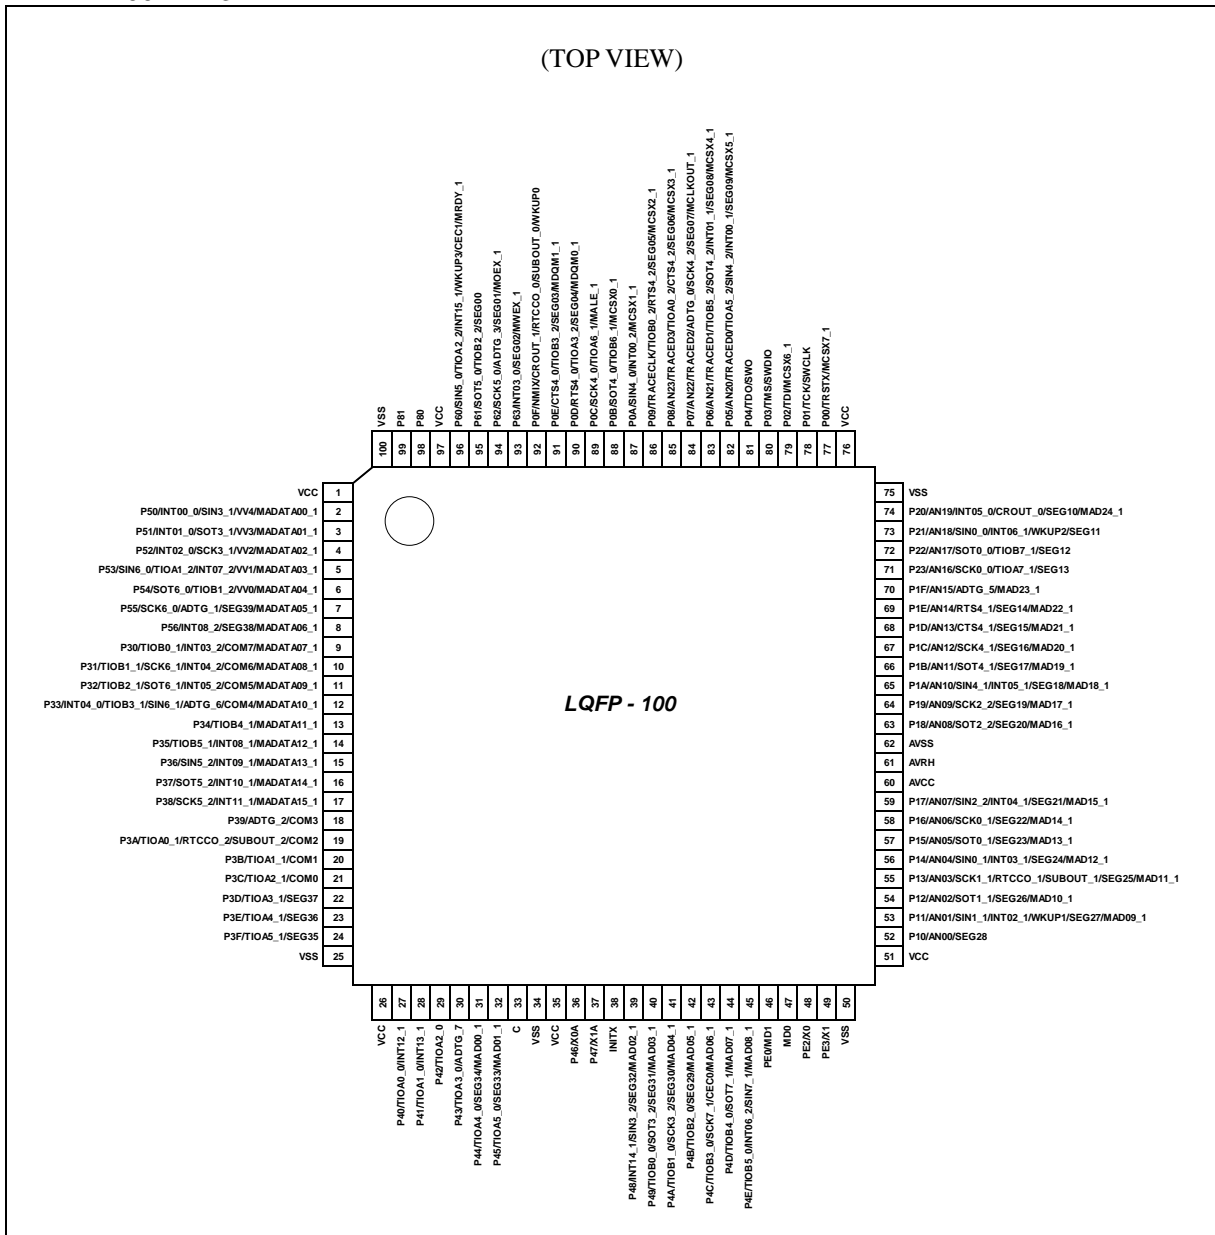 (TOP VIEW)
VSS
P81
P80
VCC
P60/SIN5_0/TIOA2_2/INT15_1/WKUP3/CEC1/MRDY_1
P61/SOT5_0/TIOB2_2/SEG00
P62/SCK5_0/ADTG_3/SEG01/MOEX_1
P63/INT03_0/SEG02/MWEX_1
P0F/NMIX/CROUT_1/RTCCO_0/SUBOUT_0/WKUP0
P0E/CTS4_0/TIOB3_2/SEG03/MDQM1_1
P0D/RTS4_0/TIOA3_2/SEG04/MDQM0_1
P0C/SCK4_0/TIOA6_1/MALE_1
P0B/SOT4_0/TIOB6_1/MCSX0_1
P0A/SIN4_0/INT00_2/MCSX1_1
P09/TRACECLK/TIOB0_2/RTS4_2/SEG05/MCSX2_1
P08/AN23/TRACED3/TIOA0_2/CTS4_2/SEG06/MCSX3_1
P07/AN22/TRACED2/ADTG_0/SCK4_2/SEG07/MCLKOUT_1
P06/AN21/TRACED1/TIOB5_2/SOT4_2/INT01_1/SEG08/MCSX4_1
P05/AN20/TRACED0/TIOA5_2/SIN4_2/INT00_1/SEG09/MCSX5_1
P04/TDO/SWO
P03/TMS/SWDIO
P02/TDI/MCSX6_1
P01/TCK/SWCLK
P00/TRSTX/MCSX7_1
VCC
100 99 98 97 96 95 94 93 92 91 90 89 88 87 86 85 84 83 82 81 80 79 78 77 76
VCC 1
P50/INT00_0/SIN3_1/VV4/MADATA00_1 2
P51/INT01_0/SOT3_1/VV3/MADATA01_1 3
P52/INT02_0/SCK3_1/VV2/MADATA02_1 4
P53/SIN6_0/TIOA1_2/INT07_2/VV1/MADATA03_1 5
P54/SOT6_0/TIOB1_2/VV0/MADATA04_1 6
P55/SCK6_0/ADTG_1/SEG39/MADATA05_1 7
P56/INT08_2/SEG38/MADATA06_1 8
P30/TIOB0_1/INT03_2/COM7/MADATA07_1 9
P31/TIOB1_1/SCK6_1/INT04_2/COM6/MADATA08_1 10
P32/TIOB2_1/SOT6_1/INT05_2/COM5/MADATA09_1 11
P33/INT04_0/TIOB3_1/SIN6_1/ADTG_6/COM4/MADATA10_1 12
P34/TIOB4_1/MADATA11_1 13
P35/TIOB5_1/INT08_1/MADATA12_1 14
P36/SIN5_2/INT09_1/MADATA13_1 15
P37/SOT5_2/INT10_1/MADATA14_1 16
P38/SCK5_2/INT11_1/MADATA15_1 17
P39/ADTG_2/COM3 18
P3A/TIOA0_1/RTCCO_2/SUBOUT_2/COM2 19
P3B/TIOA1_1/COM1 20
P3C/TIOA2_1/COM0 21
P3D/TIOA3_1/SEG37 22
P3E/TIOA4_1/SEG36 23
P3F/TIOA5_1/SEG35 24
VSS 25
LQFP - 100
75 VSS
74 P20/AN19/INT05_0/CROUT_0/SEG10/MAD24_1
73 P21/AN18/SIN0_0/INT06_1/WKUP2/SEG11
72 P22/AN17/SOT0_0/TIOB7_1/SEG12
71 P23/AN16/SCK0_0/TIOA7_1/SEG13
70 P1F/AN15/ADTG_5/MAD23_1
69 P1E/AN14/RTS4_1/SEG14/MAD22_1
68 P1D/AN13/CTS4_1/SEG15/MAD21_1
67 P1C/AN12/SCK4_1/SEG16/MAD20_1
66 P1B/AN11/SOT4_1/SEG17/MAD19_1
65 P1A/AN10/SIN4_1/INT05_1/SEG18/MAD18_1
64 P19/AN09/SCK2_2/SEG19/MAD17_1
63 P18/AN08/SOT2_2/SEG20/MAD16_1
62 AVSS
61 AVRH
60 AVCC
59 P17/AN07/SIN2_2/INT04_1/SEG21/MAD15_1
58 P16/AN06/SCK0_1/SEG22/MAD14_1
57 P15/AN05/SOT0_1/SEG23/MAD13_1
56 P14/AN04/SIN0_1/INT03_1/SEG24/MAD12_1
55 P13/AN03/SCK1_1/RTCCO_1/SUBOUT_1/SEG25/MAD11_1
54 P12/AN02/SOT1_1/SEG26/MAD10_1
53 P11/AN01/SIN1_1/INT02_1/WKUP1/SEG27/MAD09_1
52 P10/AN00/SEG28
51 VCC
26 27 28 29 30 31 32 33 34 35 36 37 38 39 40 41 42 43 44 45 46 47 48 49 50
VCC
P40/TIOA0_0/INT12_1
P41/TIOA1_0/INT13_1
P42/TIOA2_0
P43/TIOA3_0/ADTG_7
P44/TIOA4_0/SEG34/MAD00_1
P45/TIOA5_0/SEG33/MAD01_1
C
VSS
VCC
P46/X0A
P47/X1A
INITX
P48/INT14_1/SIN3_2/SEG32/MAD02_1
P49/TIOB0_0/SOT3_2/SEG31/MAD03_1
P4A/TIOB1_0/SCK3_2/SEG30/MAD04_1
P4B/TIOB2_0/SEG29/MAD05_1
P4C/TIOB3_0/SCK7_1/CEC0/MAD06_1
P4D/TIOB4_0/SOT7_1/MAD07_1
P4E/TIOB5_0/INT06_2/SIN7_1/MAD08_1
PE0/MD1
MD0
PE2/X0
PE3/X1
VSS